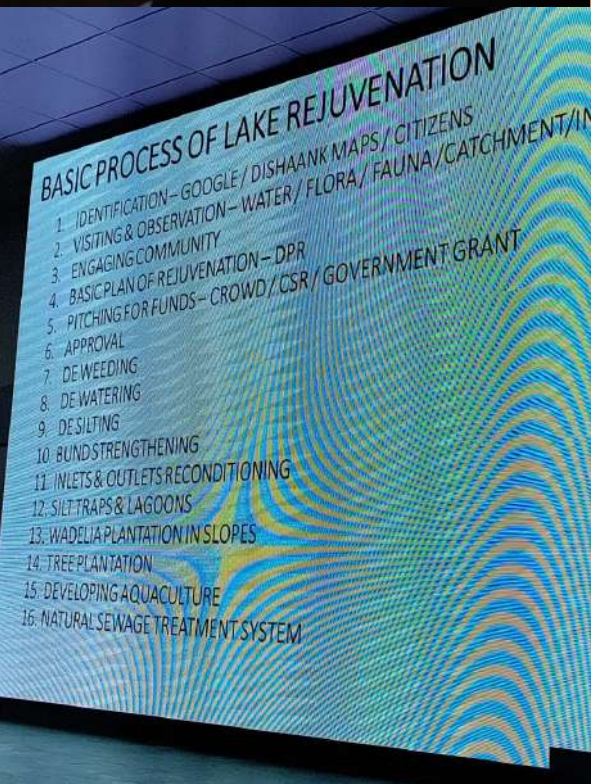 BASIC PROCESS OF LAKE REJUVENATION
1. IDENTIFICATION – GOOGLE / DISHAANK MAPS / CITIZENS
2. VISITING & OBSERVATION – WATER / FLORA / FAUNA / CATCHMENT/IN
3. ENGAGING COMMUNITY
4. BASIC PLAN OF REJUVENATION – DPR
5. PITCHING FOR FUNDS – CROWD / CSR / GOVERNMENT GRANT
6. APPROVAL
7. DE WEEDING
8. DE WATERING
9. DE SILTING
10. BUND STRENGTHENING
11. INLETS & OUTLETS RECONDITIONING
12. SILT TRAPS & LAGOONS
13. WADELIA PLANTATION IN SLOPES
14. TREE PLANTATION
15. DEVELOPING AQUACULTURE
16. NATURAL SEWAGE TREATMENT SYSTEM